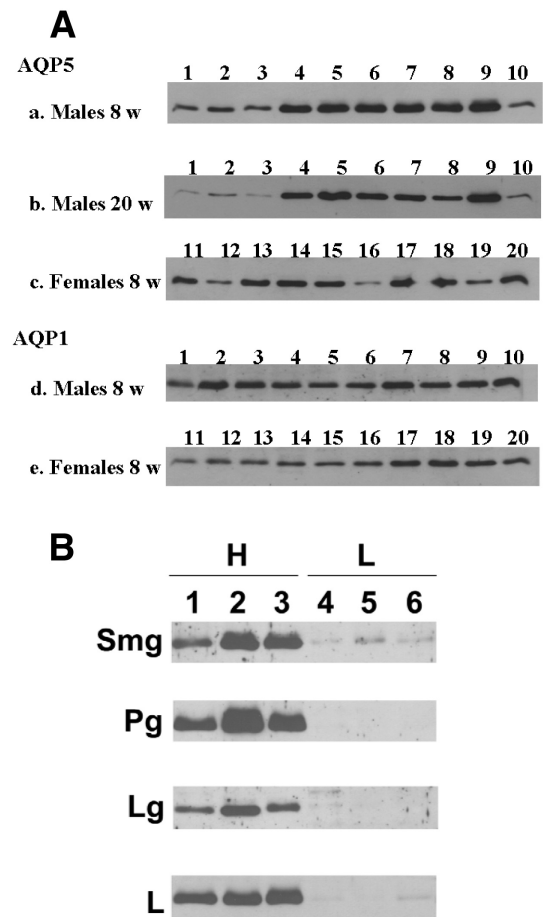 A
AQP5
1 2 3 4 5 6 7 8 9 10
a. Males 8 w
1 2 3 4 5 6 7 8 9 10
b. Males 20 w
11 12 13 14 15 16 17 18 19 20
c. Females 8 w
AQP1
1 2 3 4 5 6 7 8 9 10
d. Males 8 w
11 12 13 14 15 16 17 18 19 20
e. Females 8 w
B
H L
1 2 3 4 5 6
Smg
Pg
Lg
L